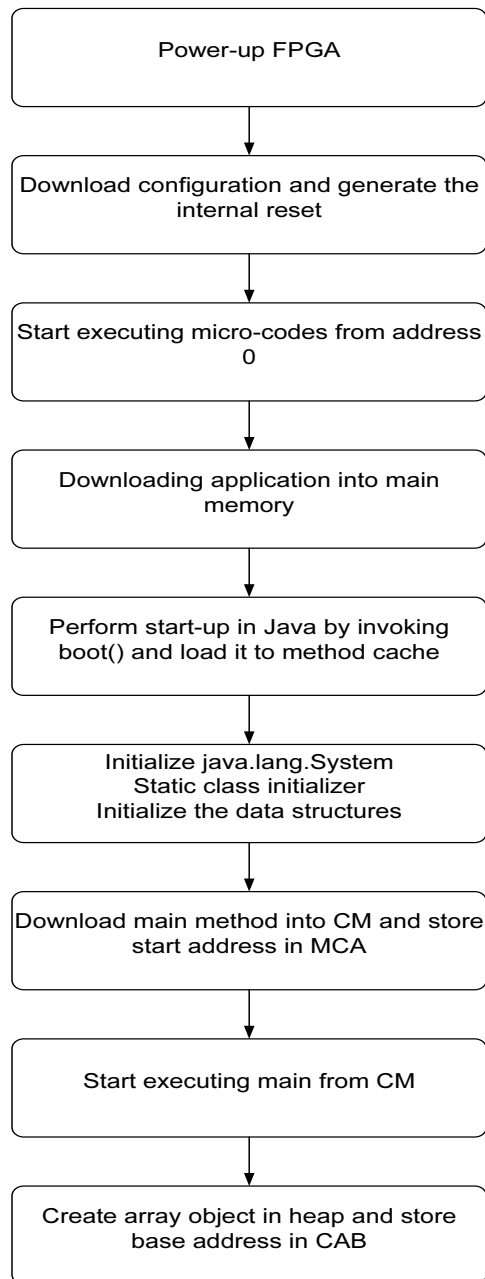 Power-up FPGA
Download configuration and generate the
internal reset
Start executing micro-codes from address
0
Downloading application into main
memory
Perform start-up in Java by invoking
boot() and load it to method cache
Initialize java.lang.System
Static class initializer
Initialize the data structures
Download main method into CM and store
start address in MCA
Start executing main from CM
Create array object in heap and store
base address in CAB